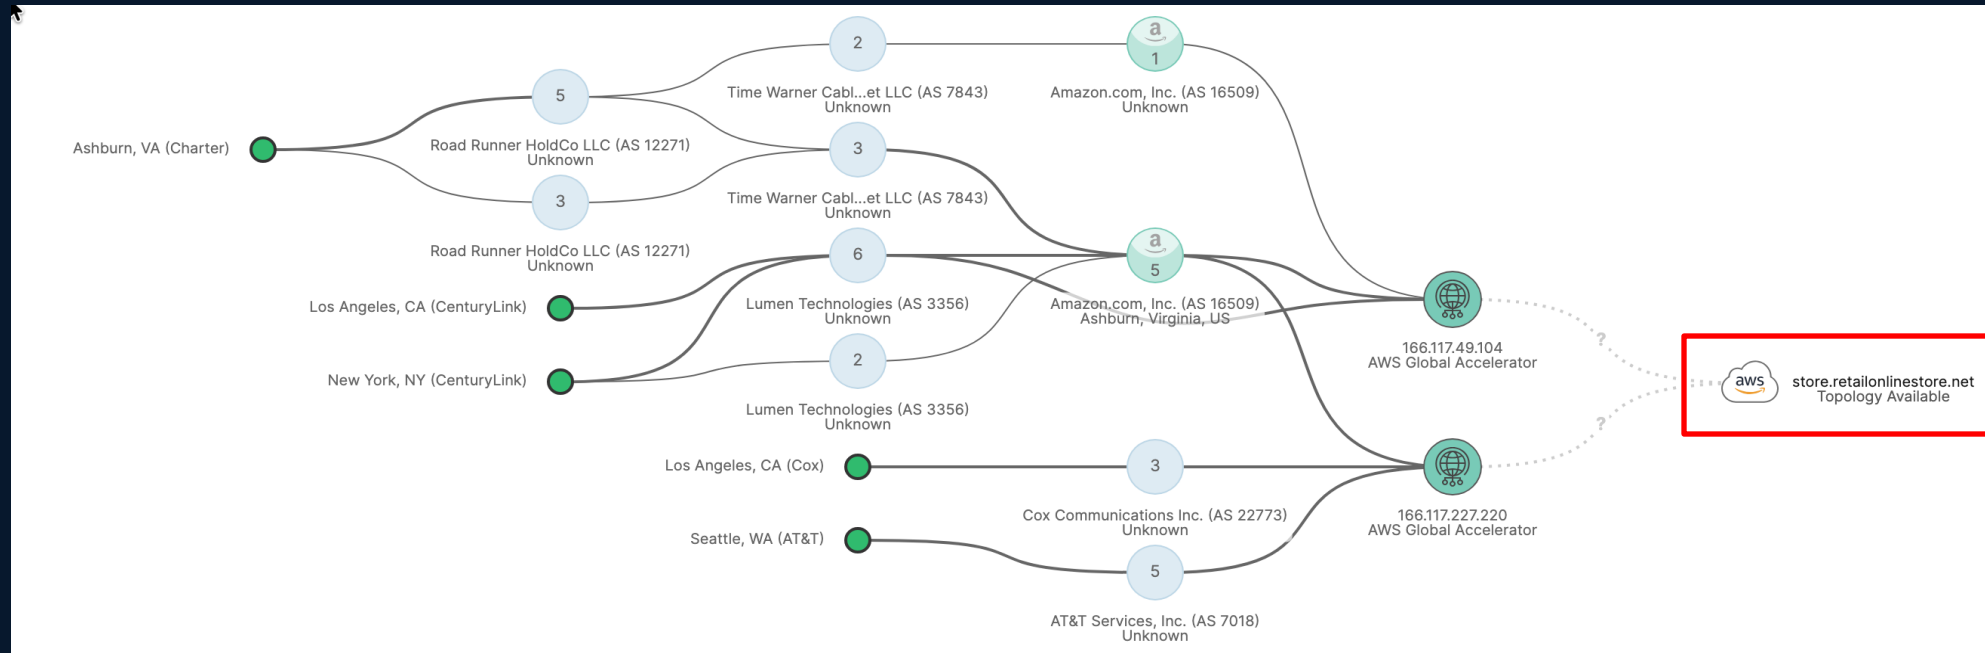 2
a
1
Time Warner Cabl...et LLC (AS 7843)
Unknown
Amazon.com, Inc. (AS 16509)
Unknown
5
Road Runner HoldCo LLC (AS 12271)
Unknown
Ashburn, VA (Charter)
3
Time Warner Cabl...et LLC (AS 7843)
Unknown
3
Road Runner HoldCo LLC (AS 12271)
Unknown
6
Lumen Technologies (AS 3356)
Unknown
a
5
Amazon.com, Inc. (AS 16509)
Ashburn, Virginia, US
Los Angeles, CA (CenturyLink)
New York, NY (CenturyLink)
2
Lumen Technologies (AS 3356)
Unknown
166.117.49.104
AWS Global Accelerator
?
?
aws
store.retailonlinestore.net
Topology Available
Los Angeles, CA (Cox)
3
Cox Communications Inc. (AS 22773)
Unknown
166.117.227.220
AWS Global Accelerator
Seattle, WA (AT&T)
5
AT&T Services, Inc. (AS 7018)
Unknown